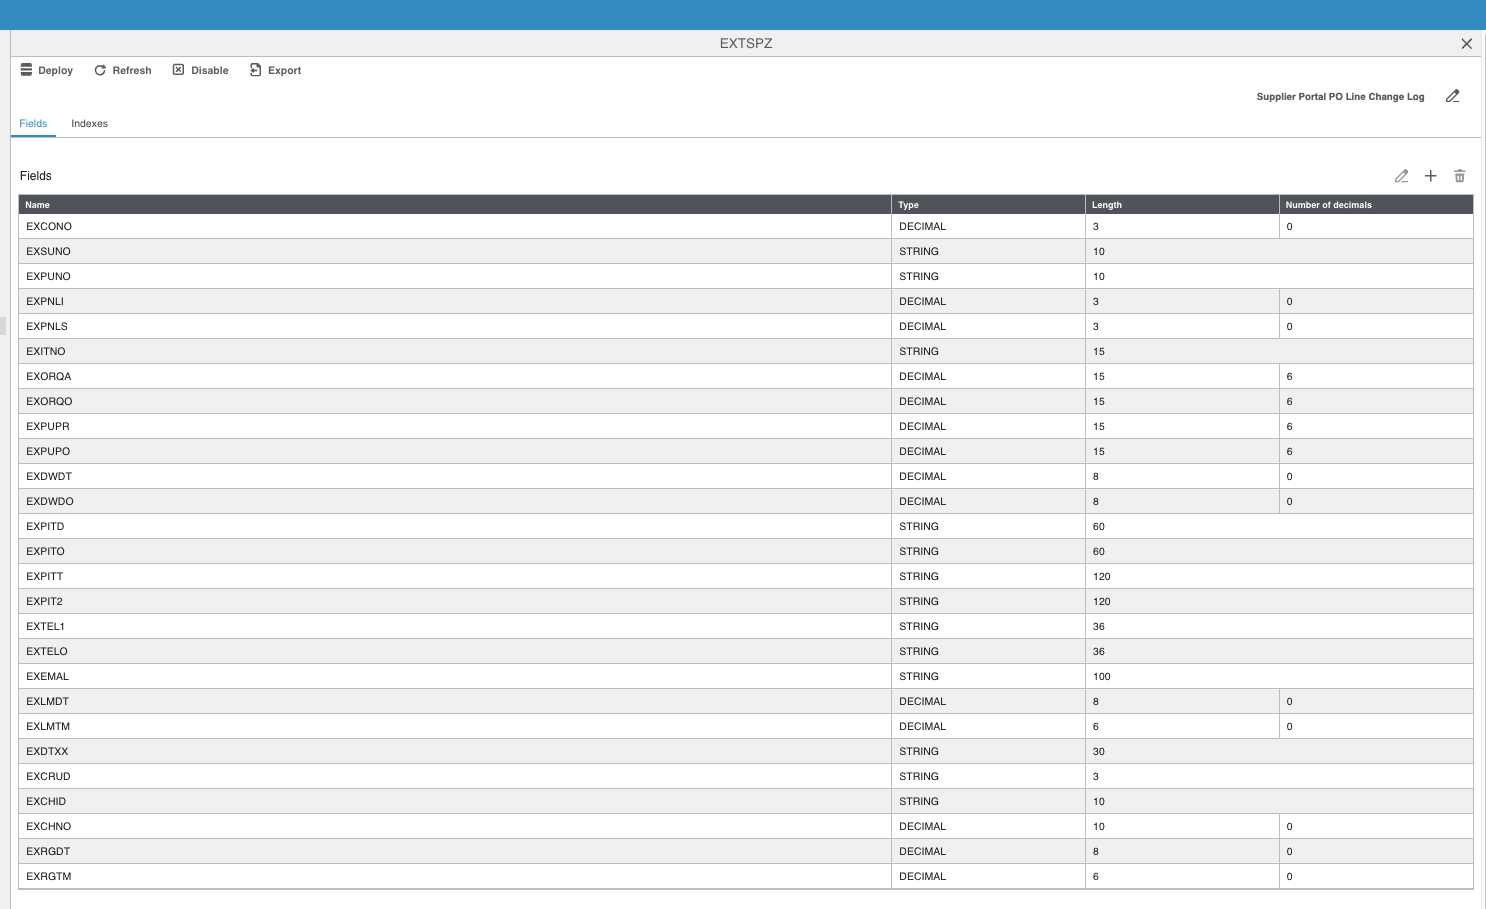 EXTSPZ
Deploy Refresh Disable Export
Supplier Portal PO Line Change Log
Fields Indexes
Fields
Name Type Length Number of decimals
EXCONO DECIMAL 3 0
EXSUNO STRING 10
EXPUNO STRING 10
EXPNLI DECIMAL 3 0
EXPNLS DECIMAL 3 0
EXITNO STRING 15
EXORQA DECIMAL 15 6
EXORQO DECIMAL 15 6
EXPUPR DECIMAL 15 6
EXPUPO DECIMAL 15 6
EXDWDT DECIMAL 8 0
EXDWDO DECIMAL 8 0
EXPITD STRING 60
EXPITO STRING 60
EXPITT STRING 120
EXPIT2 STRING 120
EXTEL1 STRING 36
EXTELO STRING 36
EXEMAL STRING 100
EXLMDT DECIMAL 8 0
EXLMTM DECIMAL 6 0
EXDTXX STRING 30
EXCRUD STRING 3
EXCHID STRING 10
EXCHNO DECIMAL 10 0
EXRGDT DECIMAL 8 0
EXRGTM DECIMAL 6 0